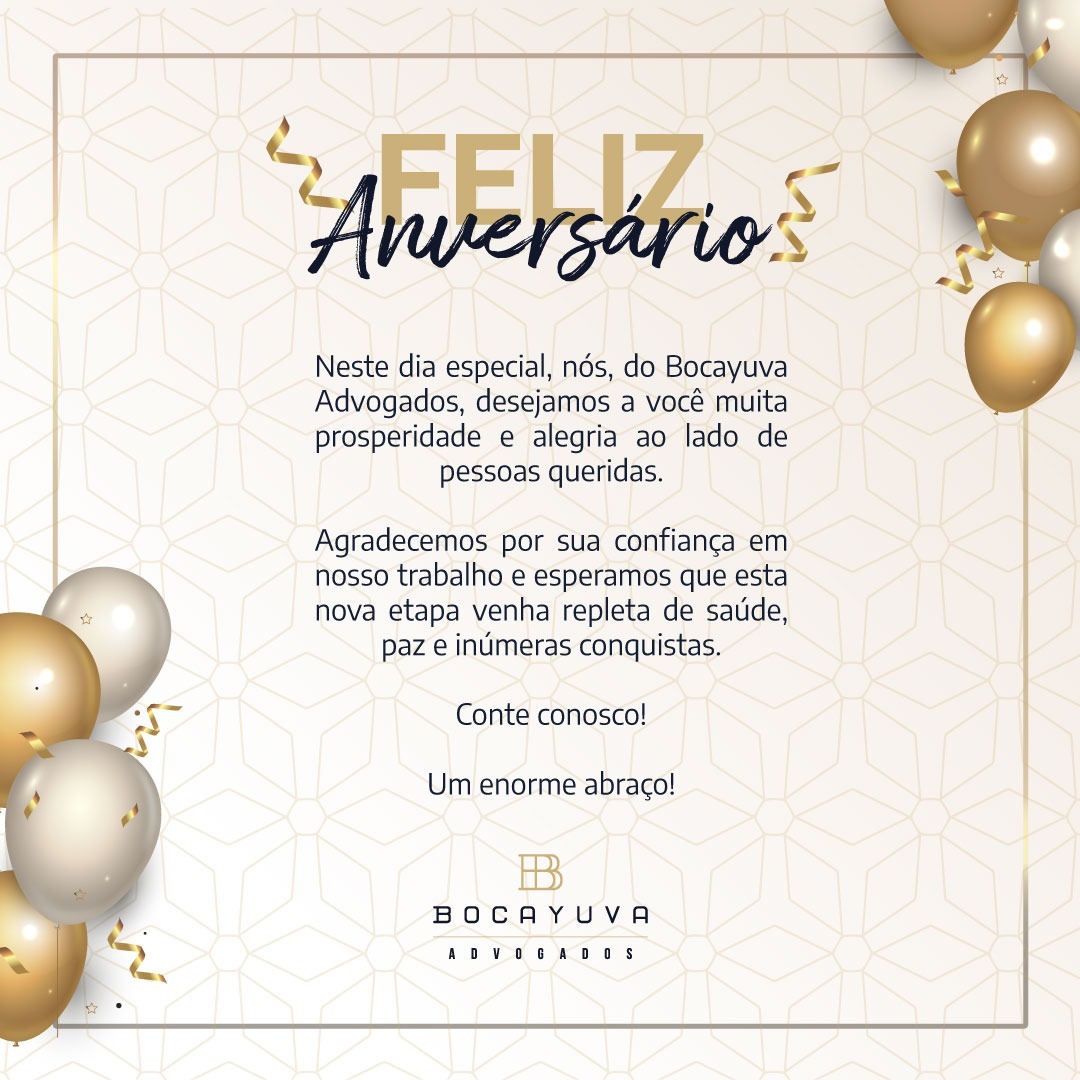 FELIZ
Anversário
Neste dia especial, nós, do Bocayuva
Advogados, desejamos a você muita
prosperidade e alegria ao lado de
pessoas queridas.
Agradecemos por sua confiança em
nosso trabalho e esperamos que esta
nova etapa venha repleta de saúde,
paz e inúmeras conquistas.
Conte conosco!
Um enorme abraço!
B
BOCAYUVA
ADVOGADOS